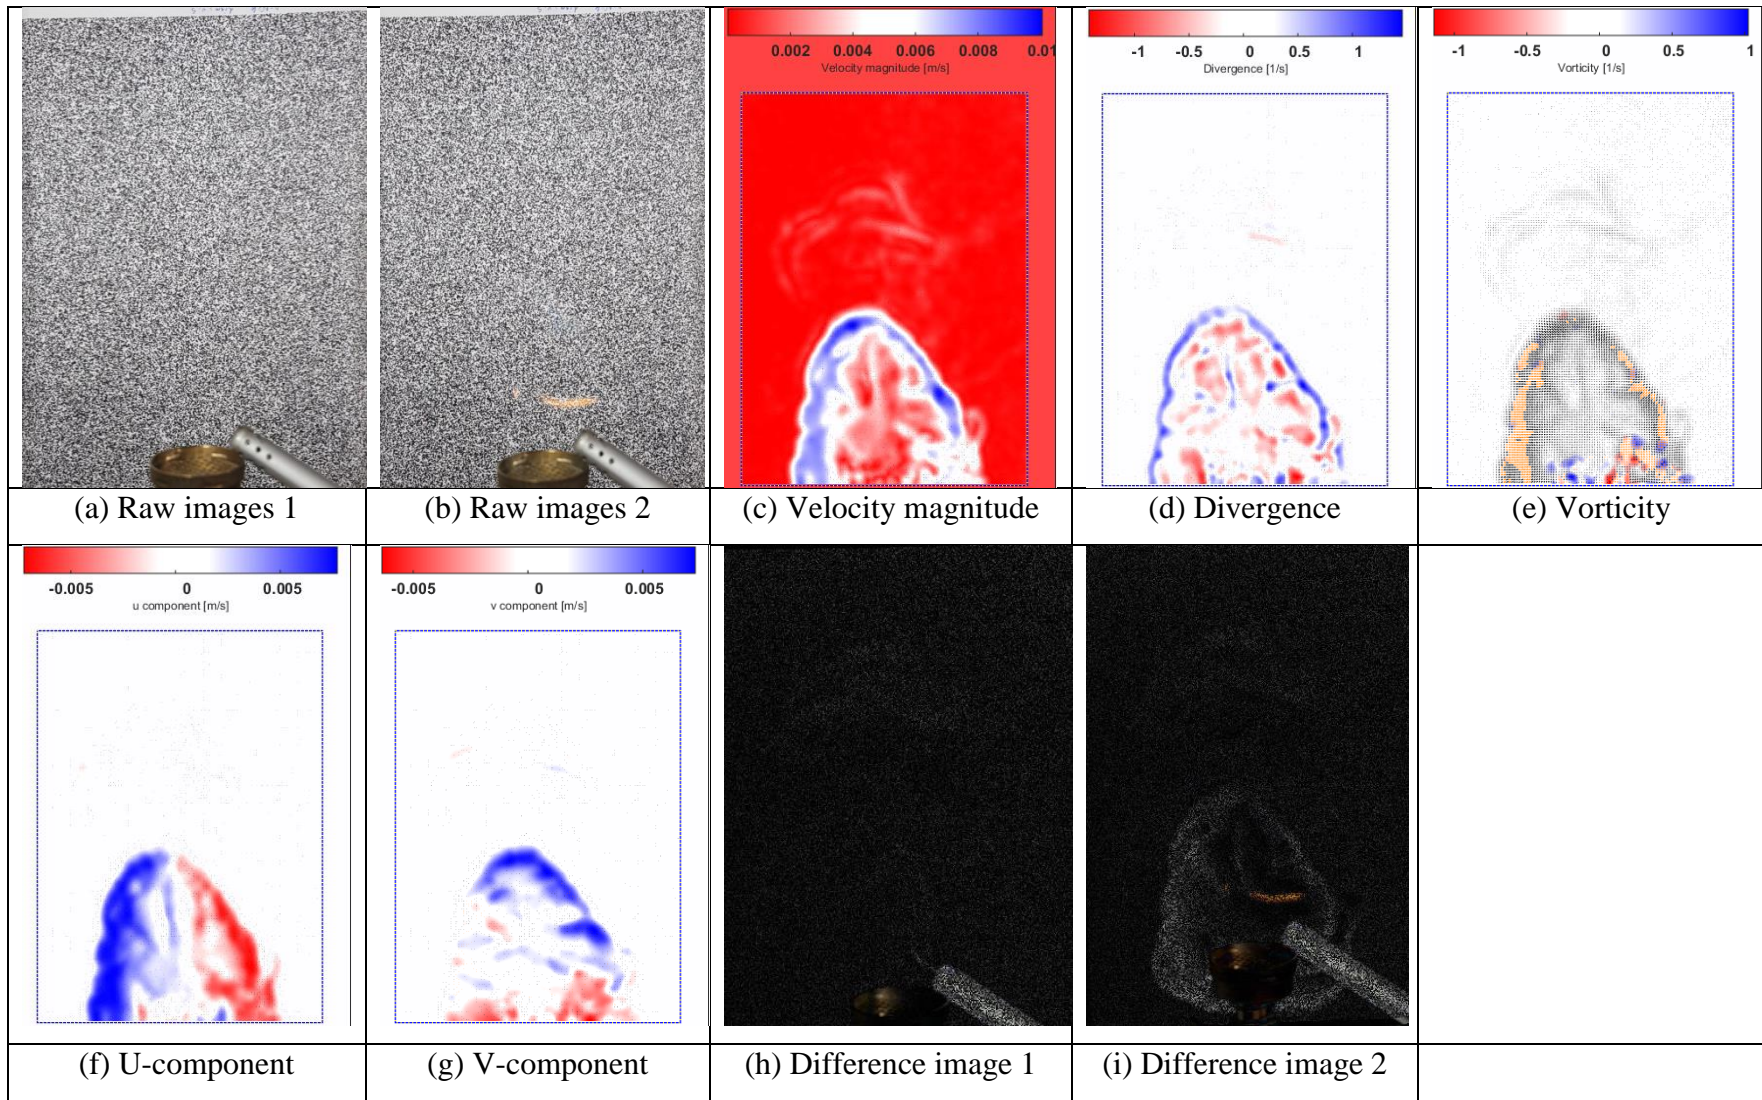 0.002 0.004 0.006 0.008 0.01
Velocity magnitude [m/s]
-1 -0.5 0 0.5 1
Divergence [1/s]
-1 -0.5 0 0.5 1
Vorticity [1/s]
(a) Raw images 1
(b) Raw images 2
(c) Velocity magnitude
(d) Divergence
(e) Vorticity
-0.005 0 0.005
u component [m/s]
-0.005 0 0.005
v component [m/s]
(f) U-component
(g) V-component
(h) Difference image 1
(i) Difference image 2